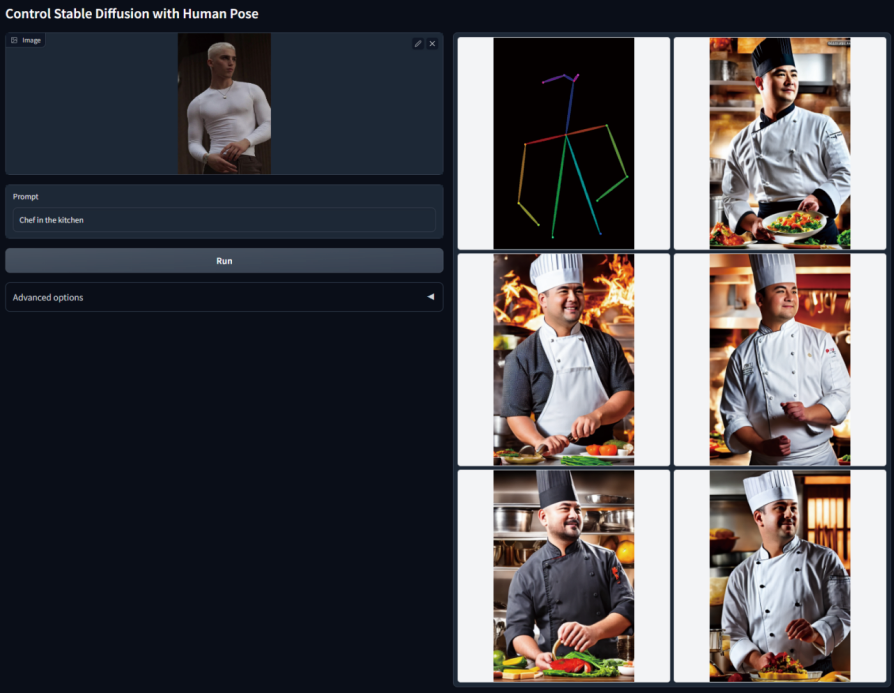 Control Stable Diffusion with Human Pose
Image
Prompt
Chef in the kitchen
Run
Advanced options